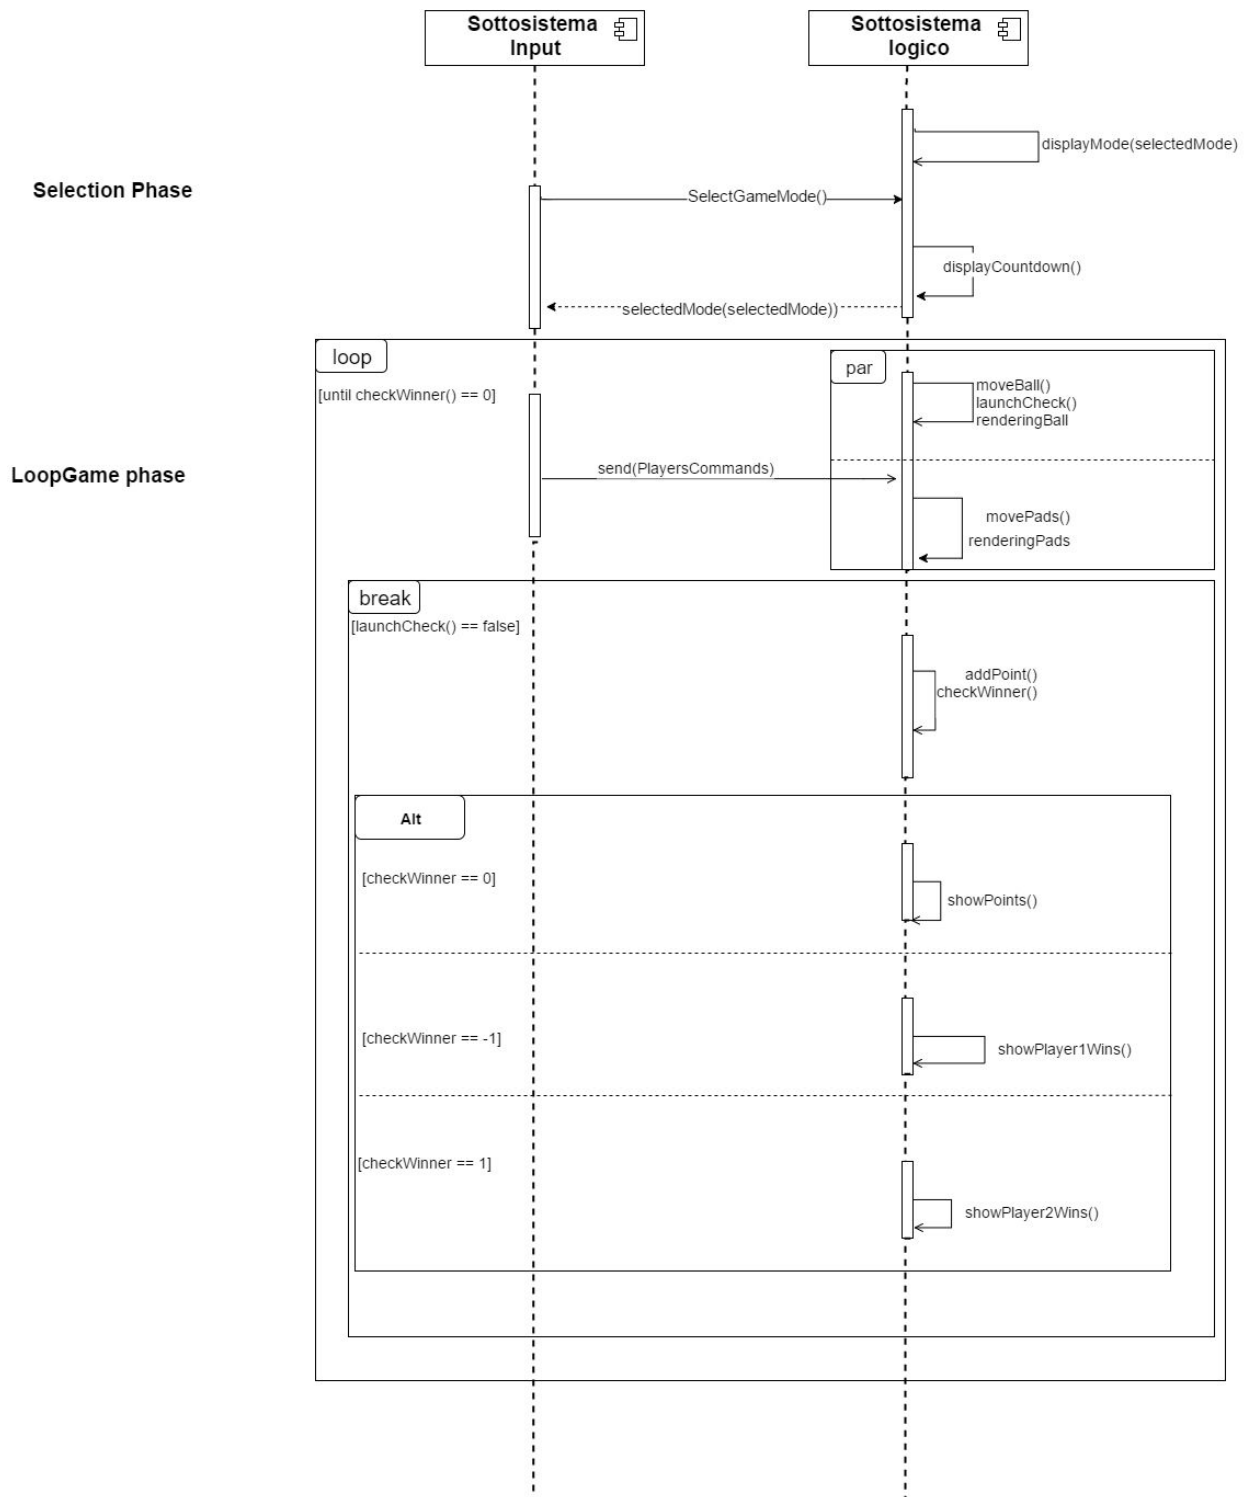 Sottosistema
Input
Sottosistema
logico
displayMode(selectedMode)
Selection Phase
SelectGameMode()
displayCountdown()
selectedMode(selectedMode))
loop
par
[until checkWinner() == 0]
moveBall()
launchCheck()
renderingBall
LoopGame phase
send(PlayersCommands)
movePads()
renderingPads
break
[launchCheck() == false]
addPoint()
checkWinner()
Alt
[checkWinner == 0]
showPoints()
[checkWinner == -1]
showPlayer1Wins()
[checkWinner == 1]
showPlayer2Wins()